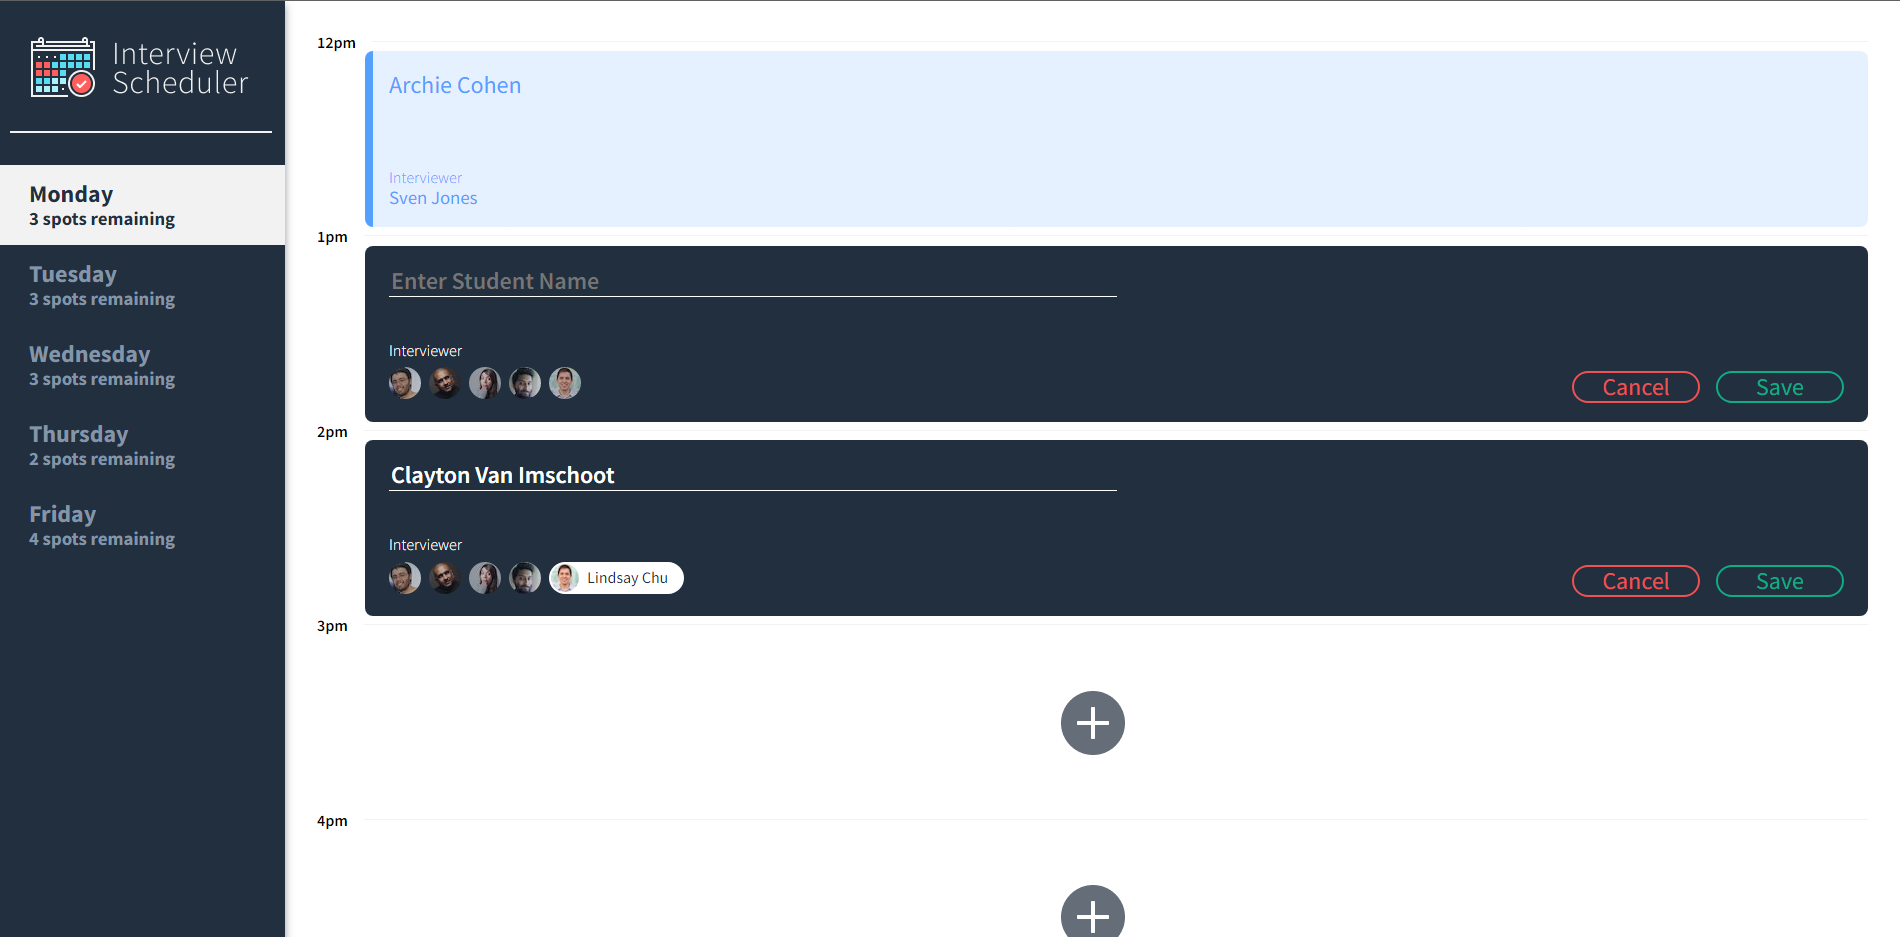 Interview
Scheduler
Monday
3 spots remaining
Tuesday
3 spots remaining
Wednesday
3 spots remaining
Thursday
2 spots remaining
Friday
4 spots remaining
12pm
Archie Cohen
Interviewer
Sven Jones
1pm
Enter Student Name
Interviewer
Cancel Save
2pm
Clayton Van Imschoot
Interviewer
Lindsay Chu
Cancel Save
3pm
4pm